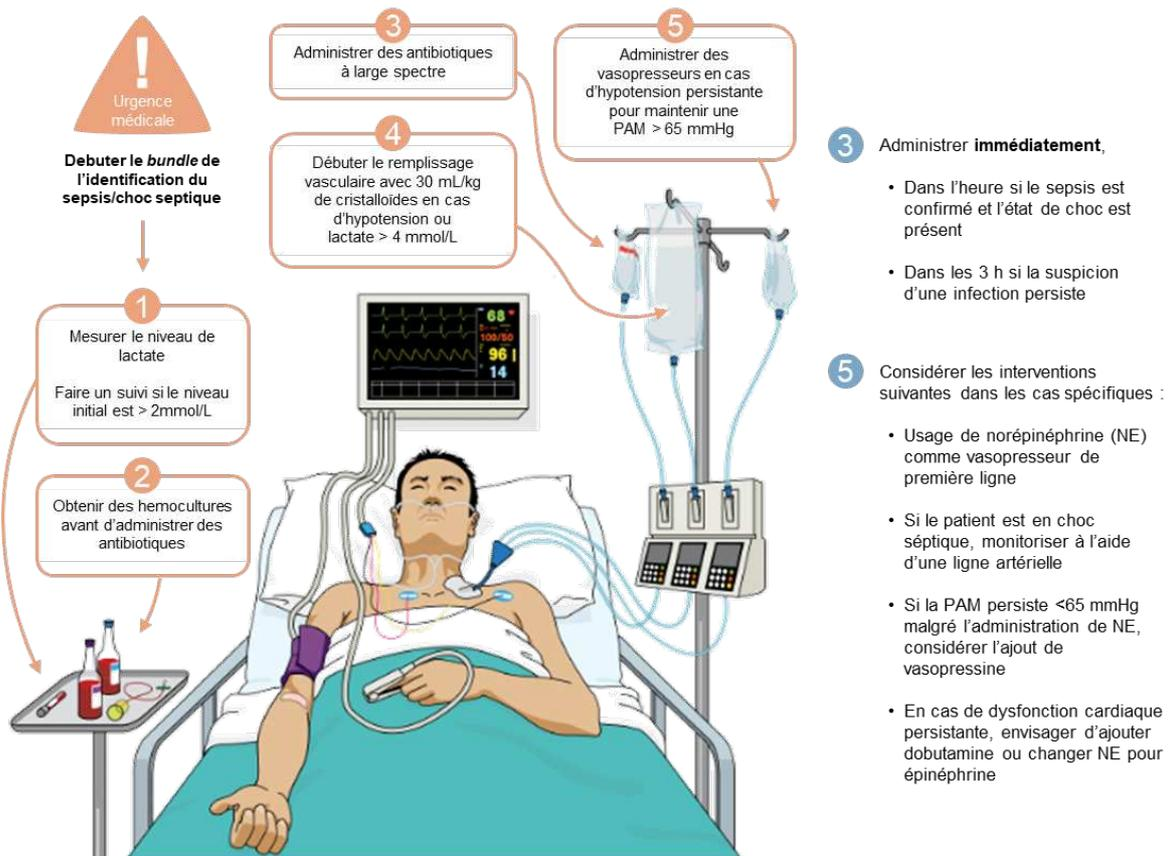 !
Urgence
médicale
Debuter le bundle de
l'identification du
sepsis/choc septique
1
Mesurer le niveau de
lactate
Faire un suivi si le niveau
initial est > 2mmol/L
2
Obtenir des hemocultures
avant d'administrer des
antibiotiques
3
Administrer des antibiotiques
à large spectre
4
Débuter le remplissage
vasculaire avec 30 mL/kg
de cristalloïdes en cas
d'hypotension ou
lactate > 4 mmol/L
5
Administrer des
vasopresseurs en cas
d'hypotension persistante
pour maintenir une
PAM > 65 mmHg
68
100/50
96
14
3 Administrer immédiatement,
• Dans l'heure si le sepsis est
confirmé et l'état de choc est
présent
• Dans les 3 h si la suspicion
d'une infection persiste
5 Considérer les interventions
suivantes dans les cas spécifiques :
• Usage de norépinéphrine (NE)
comme vasopresseur de
première ligne
• Si le patient est en choc
séptique, monitoriser à l'aide
d'une ligne artérielle
• Si la PAM persiste <65 mmHg
malgré l'administration de NE,
considérer l'ajout de
vasopressine
• En cas de dysfonction cardiaque
persistante, envisager d'ajouter
dobutamine ou changer NE pour
épinéphrine